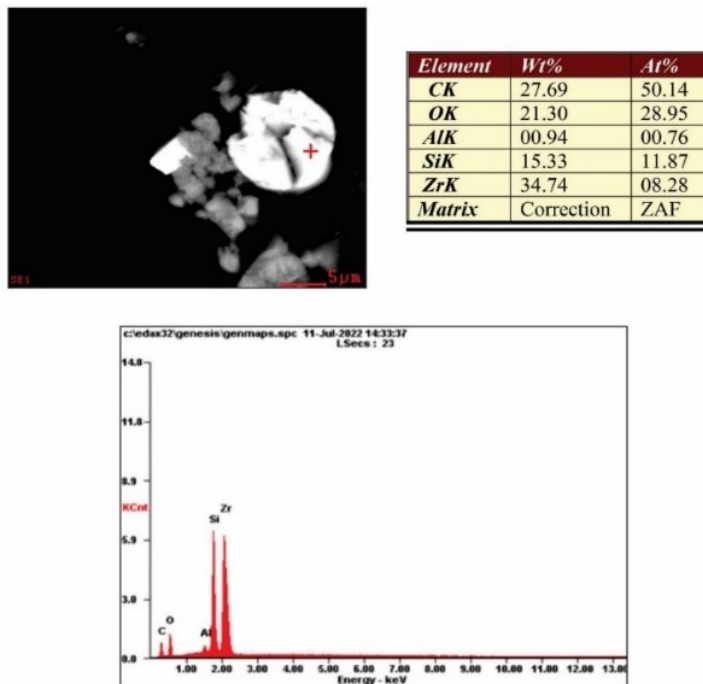 SE1
5µm
Element Wt% At%
CK 27.69 50.14
OK 21.30 28.95
AlK 00.94 00.76
SiK 15.33 11.87
ZrK 34.74 08.28
Matrix Correction ZAF
c:\edax32\genesis\genmaps.spc 11-Jul-2022 14:33:37
LSecs : 23
14.8
11.8
8.9
KCnt
5.9
3.0
0.0
C
O
Al
Si
Zr
1.00 2.00 3.00 4.00 5.00 6.00 7.00 8.00 9.00 10.00 11.00 12.00 13.00
Energy - keV